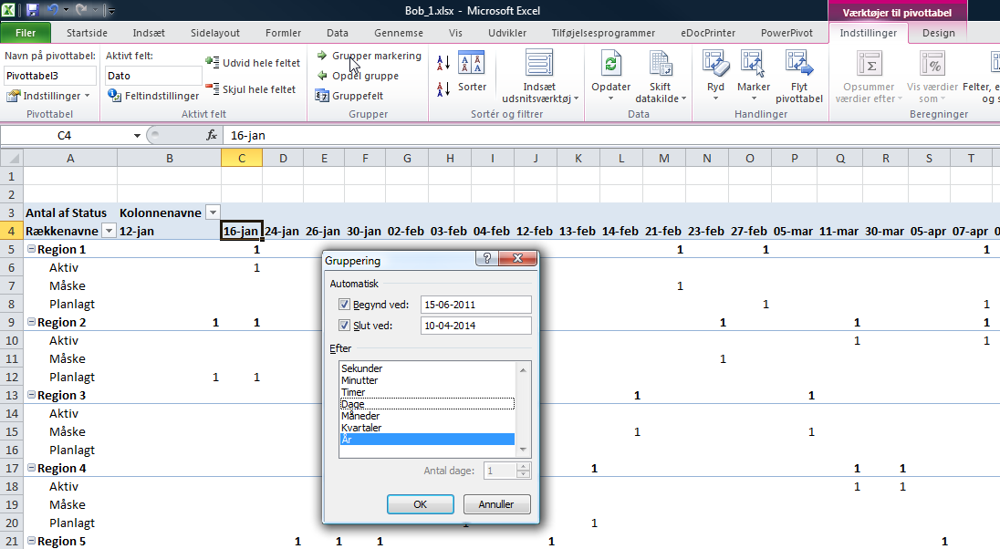 Bob_1.xlsx - Microsoft Excel
Værktøjer til pivottabel
Filer Startside Indsæt Sidelayout Formler Data Gennemse Vis Udvikler Tilføjelsesprogrammer eDocPrinter PowerPivot Indstillinger Design
Navn på pivottabel: Aktivt felt: Udvid hele feltet Grupper markering
Pivottabel3 Dato Skjul hele feltet Opdel gruppe
Indstillinger Feltindstillinger Gruppefelt
Sorter Indsæt udsnitsværktøj Opdater Skift datakilde Ryd Marker Flyt pivottabel Opsummer værdier efter Vis værdier som Felter, e og s
Pivottabel Aktivt felt Grupper Sortér og filtrer Data Handlinger Beregninger
C4 fx 16-jan
A B C D E F G H I J K L M N O P Q R S T
1
2
3 Antal af Status Kolonnenavne
4 Rækkenavne 12-jan 16-jan 24-jan 26-jan 30-jan 02-feb 03-feb 04-feb 12-feb 13-feb 14-feb 21-feb 23-feb 27-feb 05-mar 11-mar 30-mar 05-apr 07-apr 0
5 Region 1 1 1 1 1
6 Aktiv 1
7 Måske 1
8 Planlagt 1 1
9 Region 2 1 1 1 1 1
10 Aktiv 1 1
11 Måske 1
12 Planlagt 1 1
13 Region 3 1 1
14 Aktiv
15 Måske 1 1
16 Planlagt
17 Region 4 1 1 1
18 Aktiv 1 1
19 Måske
20 Planlagt 1 1
21 Region 5 1 1 1 1 1
Gruppering
Automatisk
Begynd ved: 15-06-2011
Slut ved: 10-04-2014
Efter
Sekunder
Minutter
Timer
Dage
Måneder
Kvartaler
År
Antal dage: 1
OK Annuller